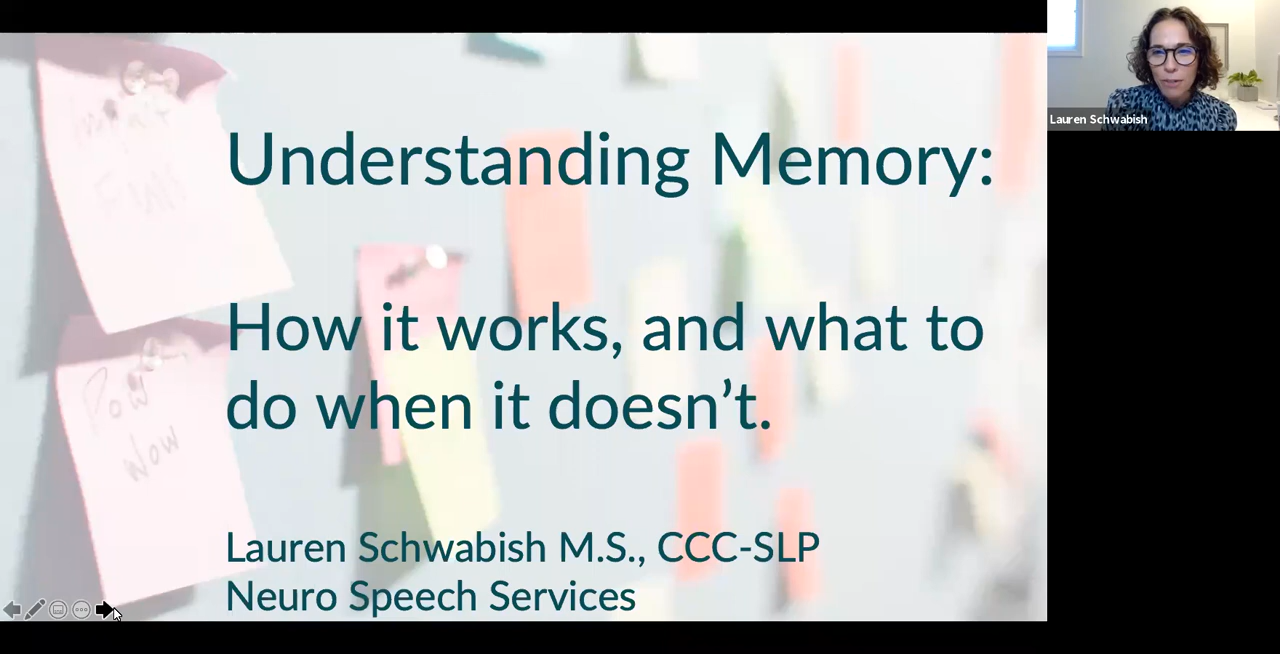 Understanding Memory:
How it works, and what to
do when it doesn’t.
Lauren Schwabish M.S., CCC-SLP
Neuro Speech Services
Lauren Schwabish